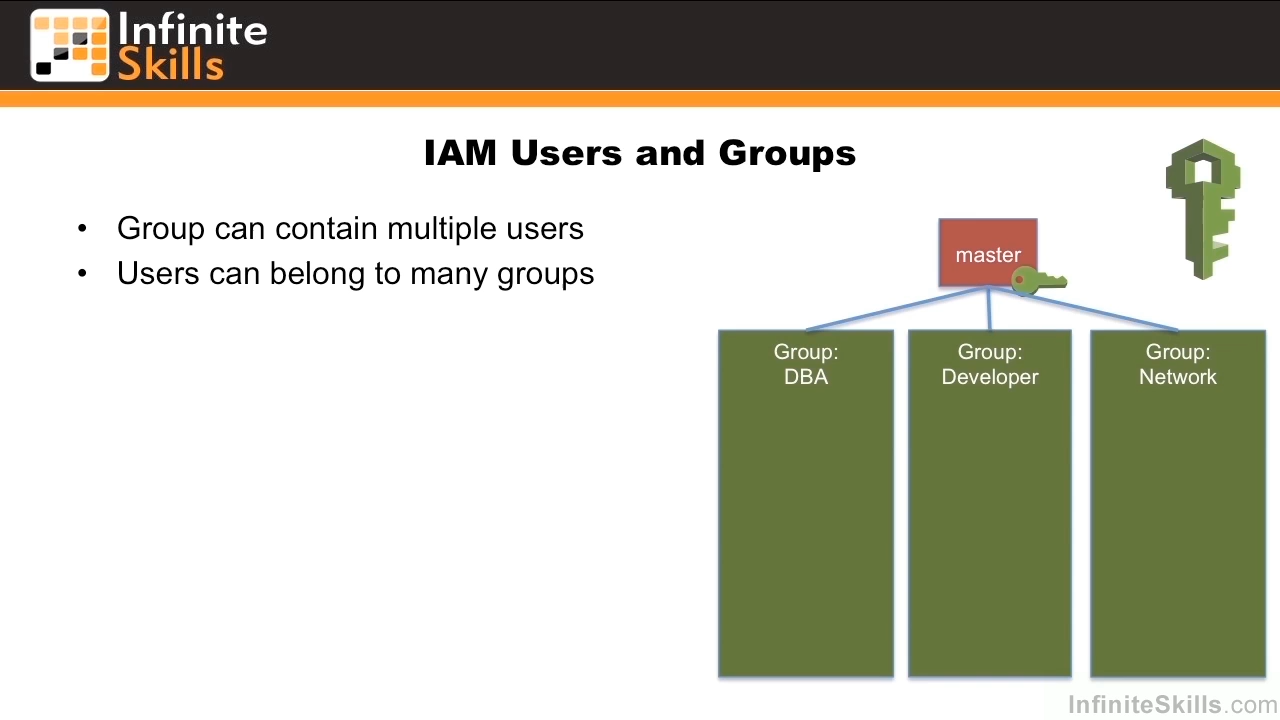 Infinite
Skills
IAM Users and Groups
• Group can contain multiple users
• Users can belong to many groups
master
Group:
DBA
Group:
Developer
Group:
Network
InfiniteSkills.com